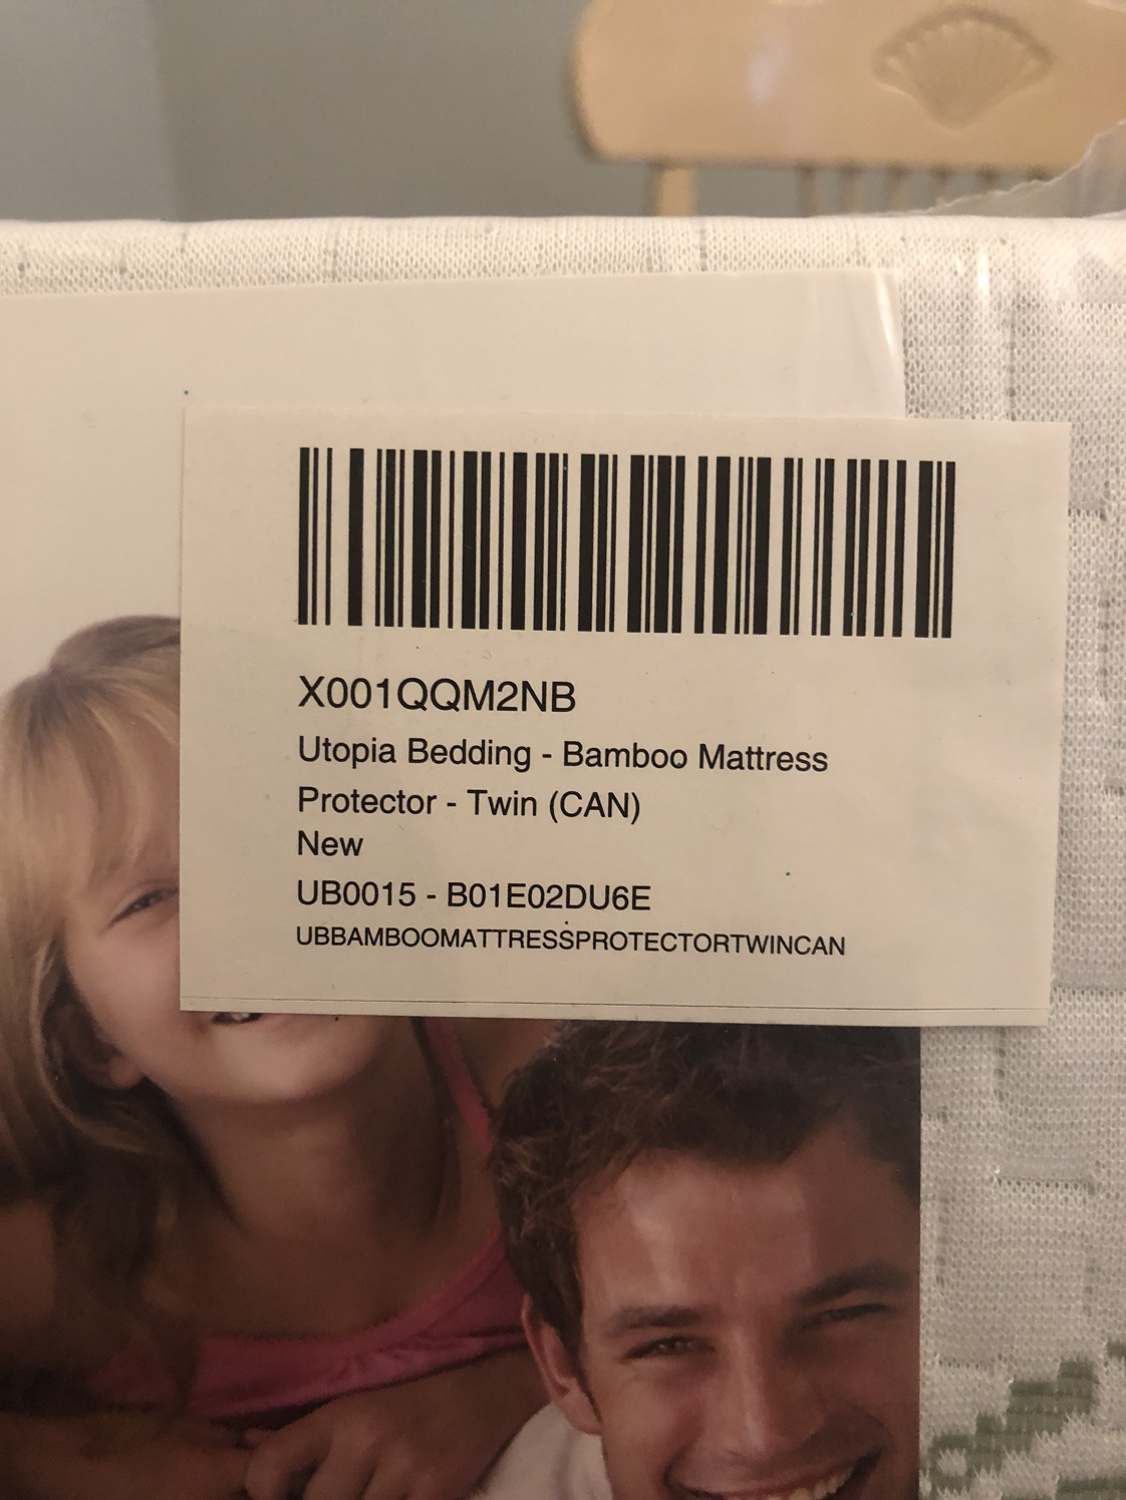 X001QQM2NB
Utopia Bedding - Bamboo Mattress
Protector - Twin (CAN)
New
UB0015 - B01E02DU6E
UBBAMBOOMATTRESSPROTECTORTWINCAN